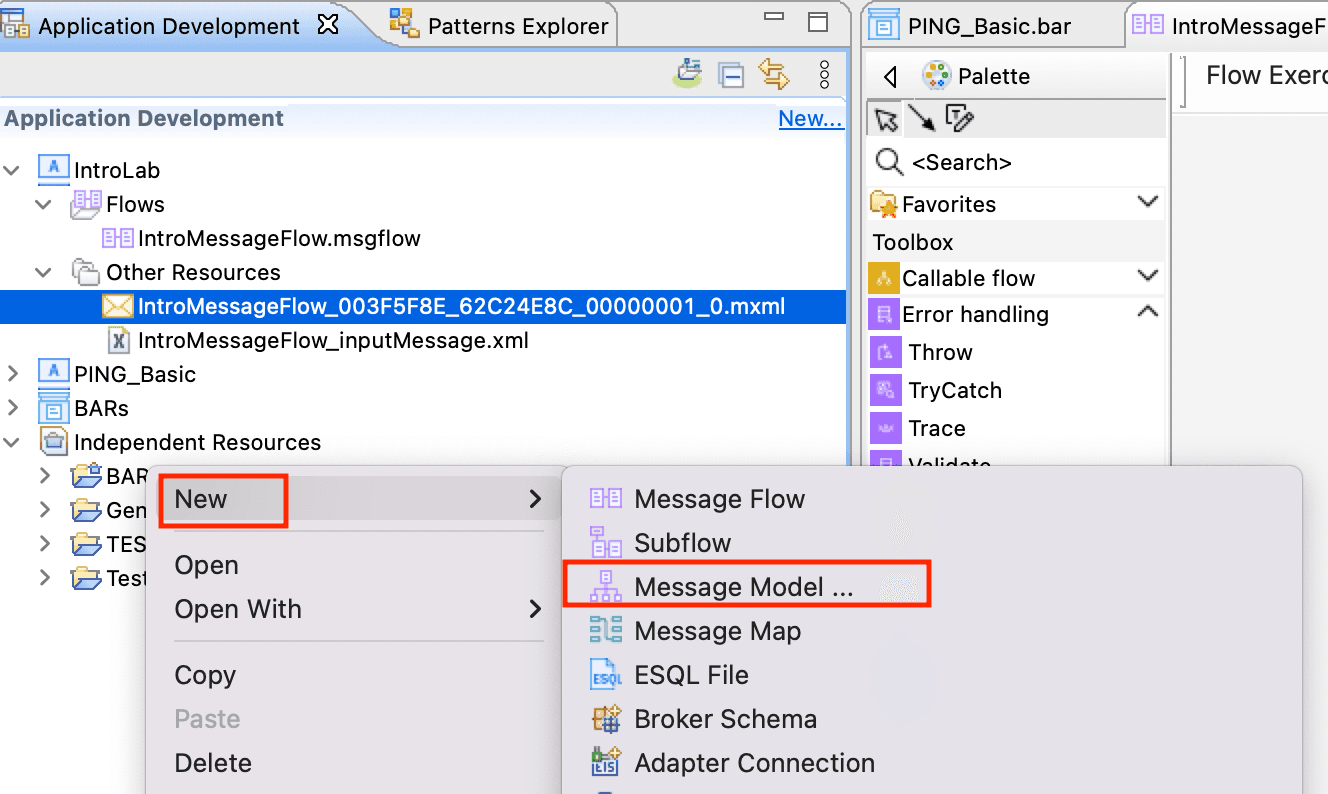 Application Development
Patterns Explorer
PING_Basic.bar
IntroMessageF
Application Development
New...
IntroLab
Flows
IntroMessageFlow.msgflow
Other Resources
IntroMessageFlow_003F5F8E_62C24E8C_00000001_0.mxml
IntroMessageFlow_inputMessage.xml
PING_Basic
BARs
Independent Resources
BAR
Gen
TES
Test
Palette
<Search>
Favorites
Toolbox
Callable flow
Error handling
Throw
TryCatch
Trace
Validate
Flow Exerc
New
Open
Open With
Copy
Paste
Delete
Message Flow
Subflow
Message Model ...
Message Map
ESQL File
Broker Schema
Adapter Connection